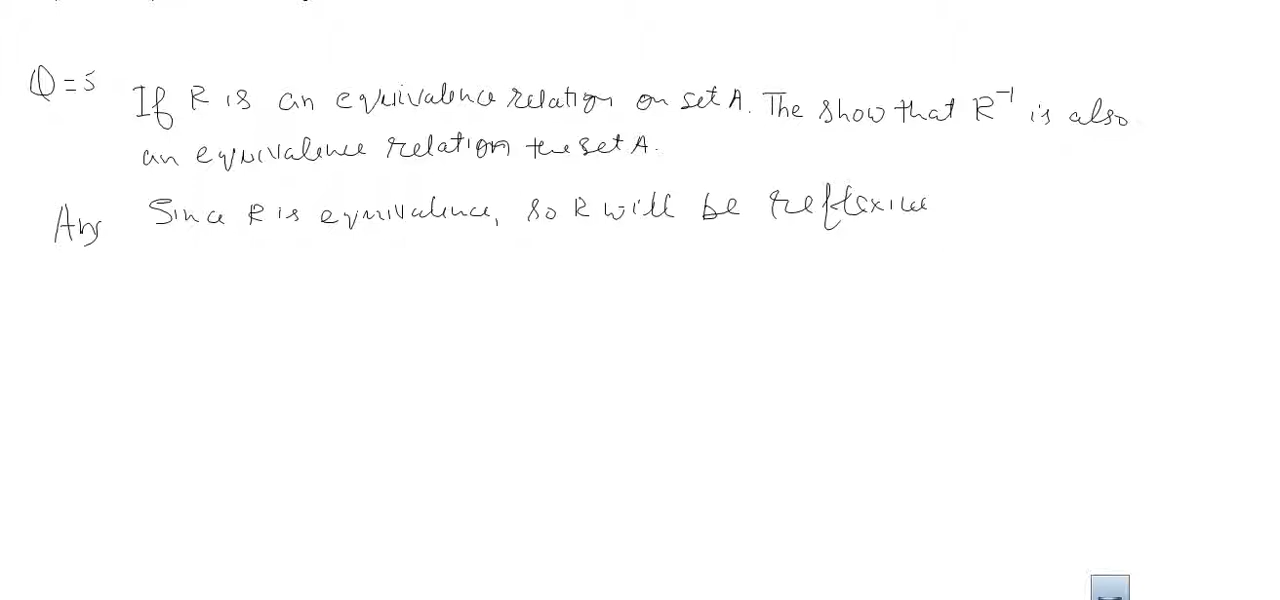 Q=5 If R is an equivalence relation on set A. The show that R⁻¹ is also
an equivalence relation the set A.
Ans Since R is equivalence, so R will be reflexive